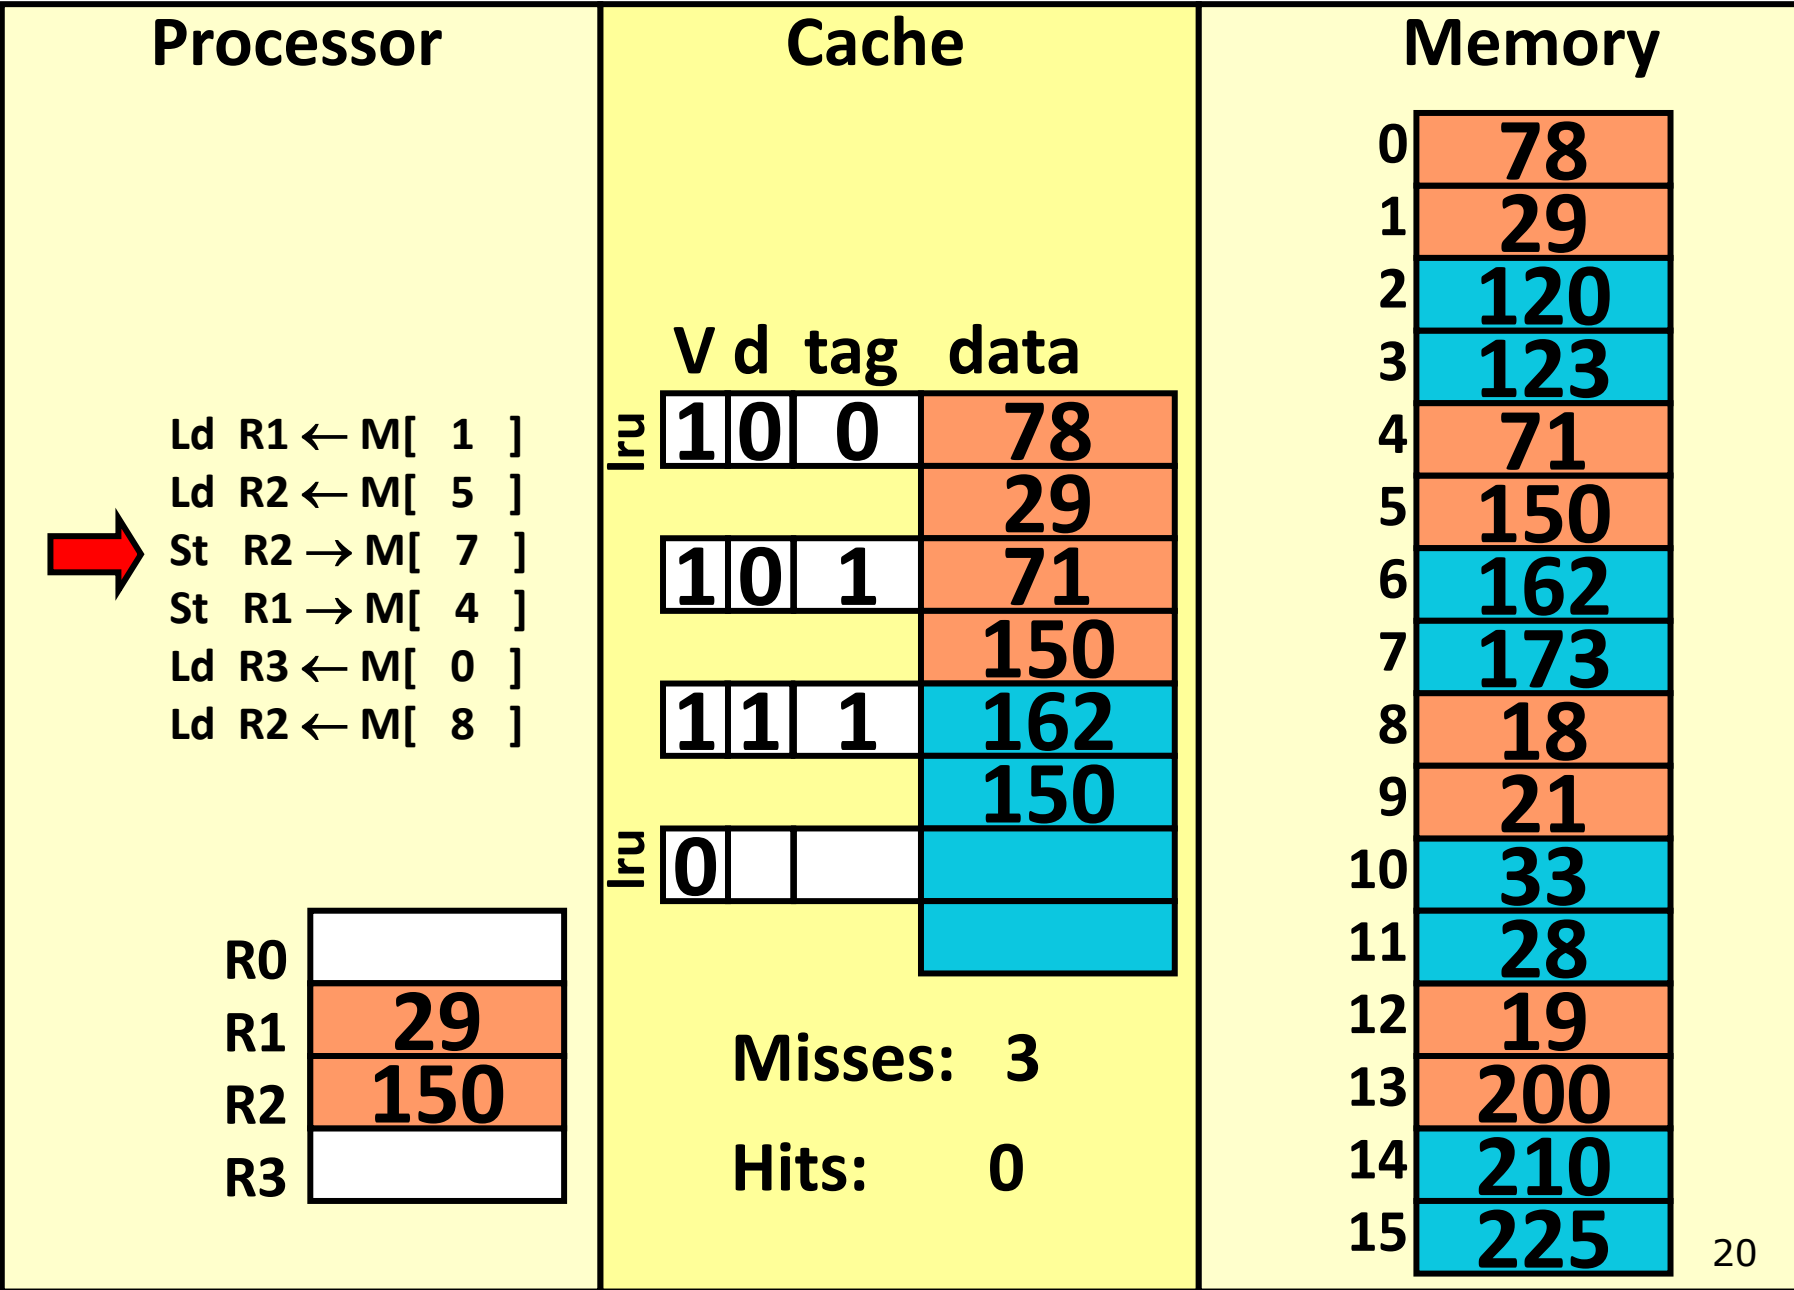 Processor
Cache
Memory
Ld R1 ← M[ 1 ]
Ld R2 ← M[ 5 ]
St R2 → M[ 7 ]
St R1 → M[ 4 ]
Ld R3 ← M[ 0 ]
Ld R2 ← M[ 8 ]
R0
R1 29
R2 150
R3
V d tag data
lru 1 0 0 78
29
1 0 1 71
150
1 1 1 162
150
lru 0
Misses: 3
Hits: 0
0 78
1 29
2 120
3 123
4 71
5 150
6 162
7 173
8 18
9 21
10 33
11 28
12 19
13 200
14 210
15 225
20